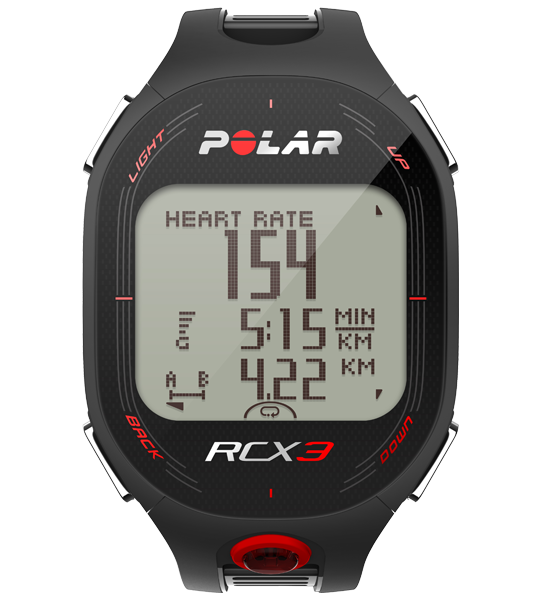 POLAR
LIGHT
UP
HEART RATE
154
5:15 MIN/KM
G
4.22 KM
A B
BACK
DOWN
RCX3